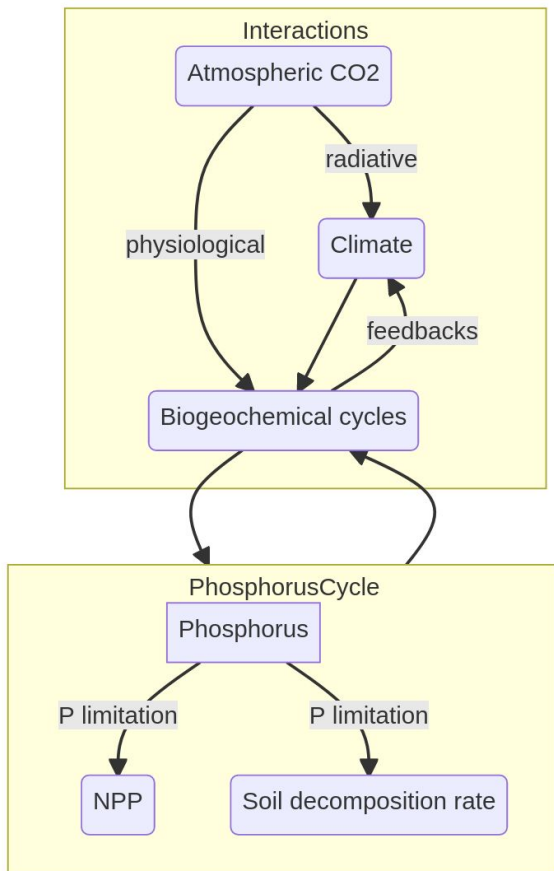 Interactions
Atmospheric CO2
radiative
physiological
Climate
feedbacks
Biogeochemical cycles
PhosphorusCycle
Phosphorus
P limitation
P limitation
NPP
Soil decomposition rate